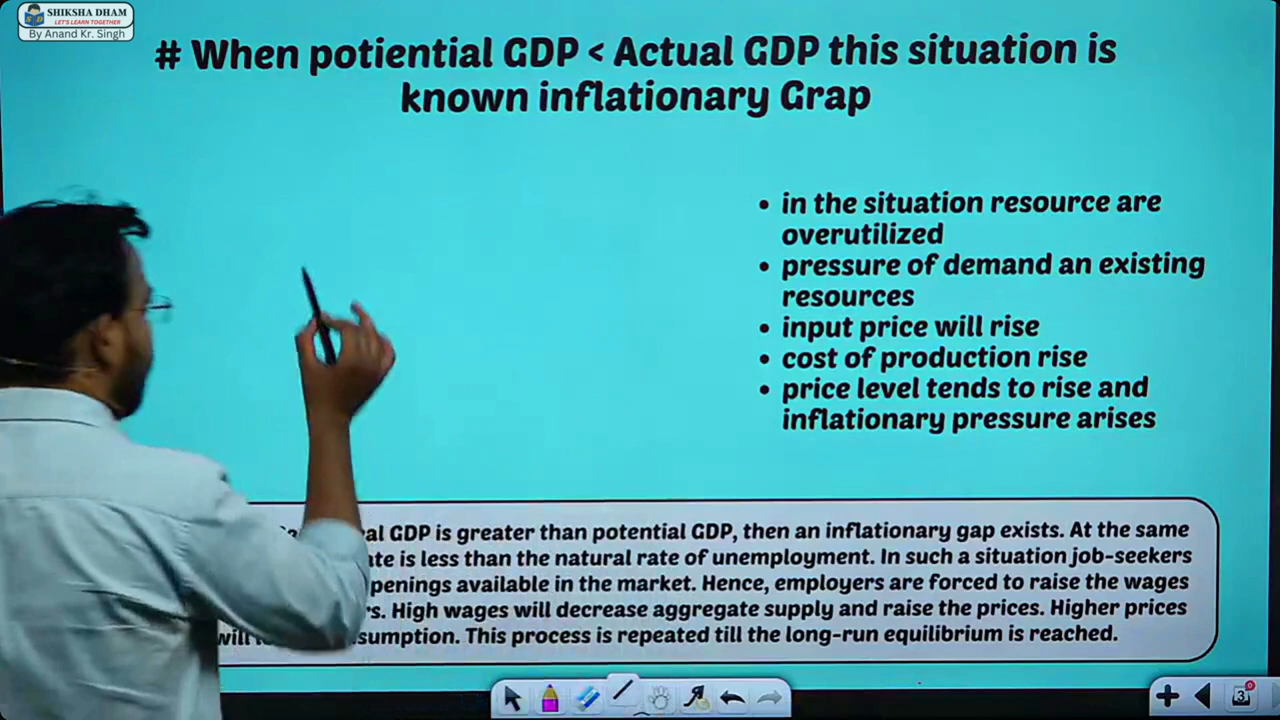 SHIKSHA DHAM
LET'S LEARN TOGETHER
By Anand Kr. Singh
# When potiential GDP < Actual GDP this situation is
known inflationary Grap
• in the situation resource are
overutilized
• pressure of demand an existing
resources
• input price will rise
• cost of production rise
• price level tends to rise and
inflationary pressure arises
GDP is greater than potential GDP, then an inflationary gap exists. At the same
is less than the natural rate of unemployment. In such a situation job-seekers
available in the market. Hence, employers are forced to raise the wages
High wages will decrease aggregate supply and raise the prices. Higher prices
will This process is repeated till the long-run equilibrium is reached.
3
0